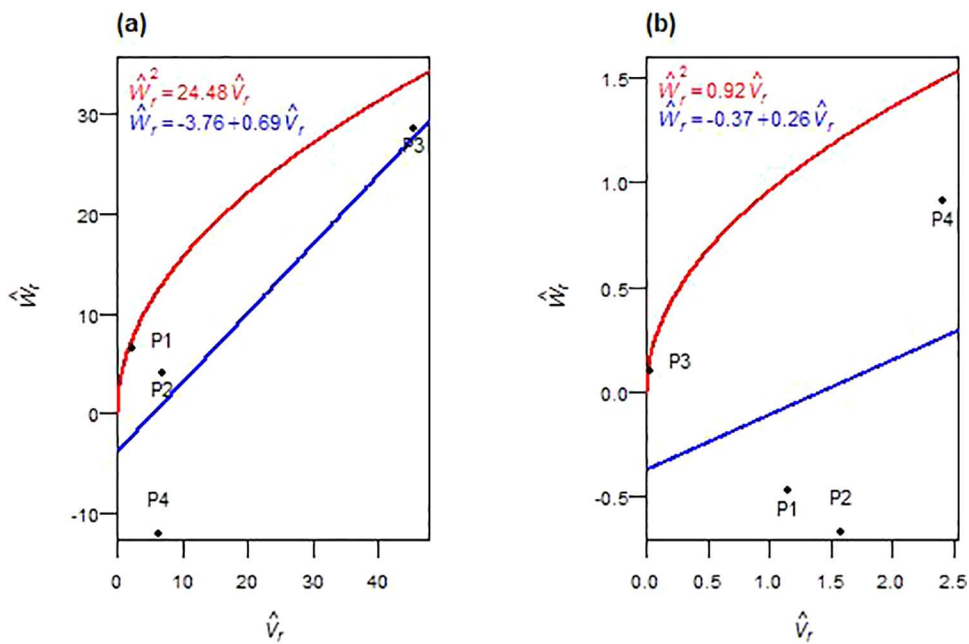 (a)
Ŵr² = 24.48 V̂r
Ŵr = -3.76 + 0.69 V̂r
30
20
10
0
-10
Ŵr
P1
P2
P3
P4
0 10 20 30 40
V̂r
(b)
Ŵr² = 0.92 V̂r
Ŵr = -0.37 + 0.26 V̂r
1.5
1.0
0.5
0.0
-0.5
Ŵr
P4
P3
P1
P2
0.0 0.5 1.0 1.5 2.0 2.5
V̂r